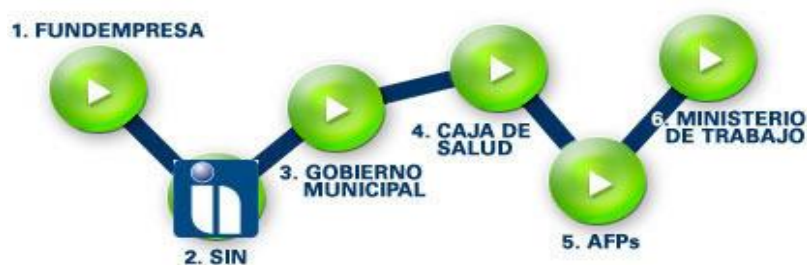 1. FUNDEMPRESA
2. SIN
3. GOBIERNO
MUNICIPAL
4. CAJA DE
SALUD
5. AFPs
6. MINISTERIO
DE TRABAJO